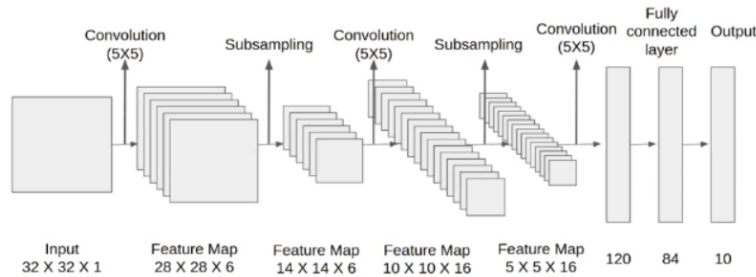 Convolution
(5X5)
Subsampling
Convolution
(5X5)
Subsampling
Convolution
(5X5)
Fully
connected
layer
Output
Input
32 X 32 X 1
Feature Map
28 X 28 X 6
Feature Map
14 X 14 X 6
Feature Map
10 X 10 X 16
Feature Map
5 X 5 X 16
120
84
10